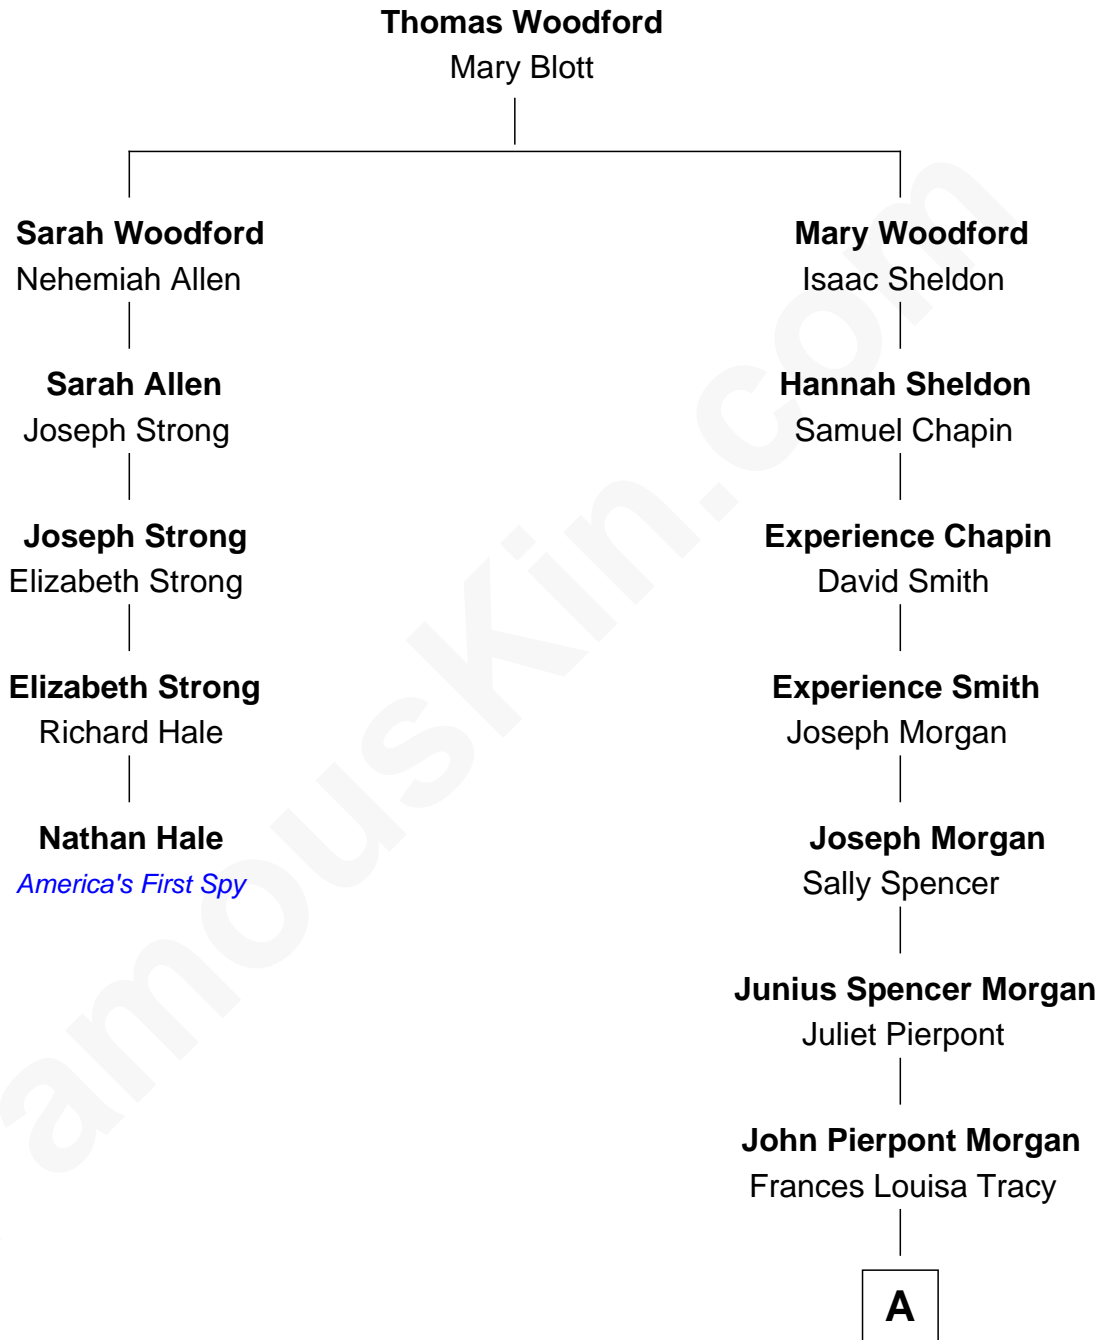 Thomas Woodford
Mary Blott
Sarah Woodford
Nehemiah Allen
Mary Woodford
Isaac Sheldon
Sarah Allen
Joseph Strong
Hannah Sheldon
Samuel Chapin
Joseph Strong
Elizabeth Strong
Experience Chapin
David Smith
Elizabeth Strong
Richard Hale
Experience Smith
Joseph Morgan
Nathan Hale
America's First Spy
Joseph Morgan
Sally Spencer
Junius Spencer Morgan
Juliet Pierpont
John Pierpont Morgan
Frances Louisa Tracy
A
amouskin.com